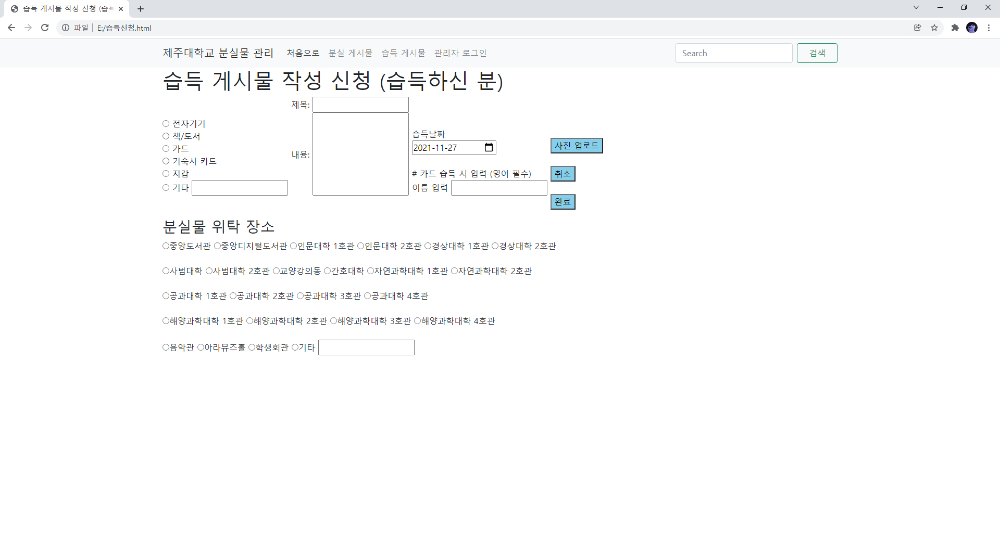 습득 게시물 작성 신청 (습득
파일 | E:/습득신청.html
제주대학교 분실물 관리 처음으로 분실 게시물 습득 게시물 관리자 로그인 Search 검색
습득 게시물 작성 신청 (습득하신 분)
제목:
전자기기
책/도서
카드
기숙사 카드
지갑
기타
내용:
습득날짜
2021-11-27
# 카드 습득 시 입력 (영어 필수)
이름 입력
사진 업로드
취소
완료
분실물 위탁 장소
중앙도서관 중앙디지털도서관 인문대학 1호관 인문대학 2호관 경상대학 1호관 경상대학 2호관
사범대학 사범대학 2호관 교양강의동 간호대학 자연과학대학 1호관 자연과학대학 2호관
공과대학 1호관 공과대학 2호관 공과대학 3호관 공과대학 4호관
해양과학대학 1호관 해양과학대학 2호관 해양과학대학 3호관 해양과학대학 4호관
음악관 아라뮤즈홀 학생회관 기타